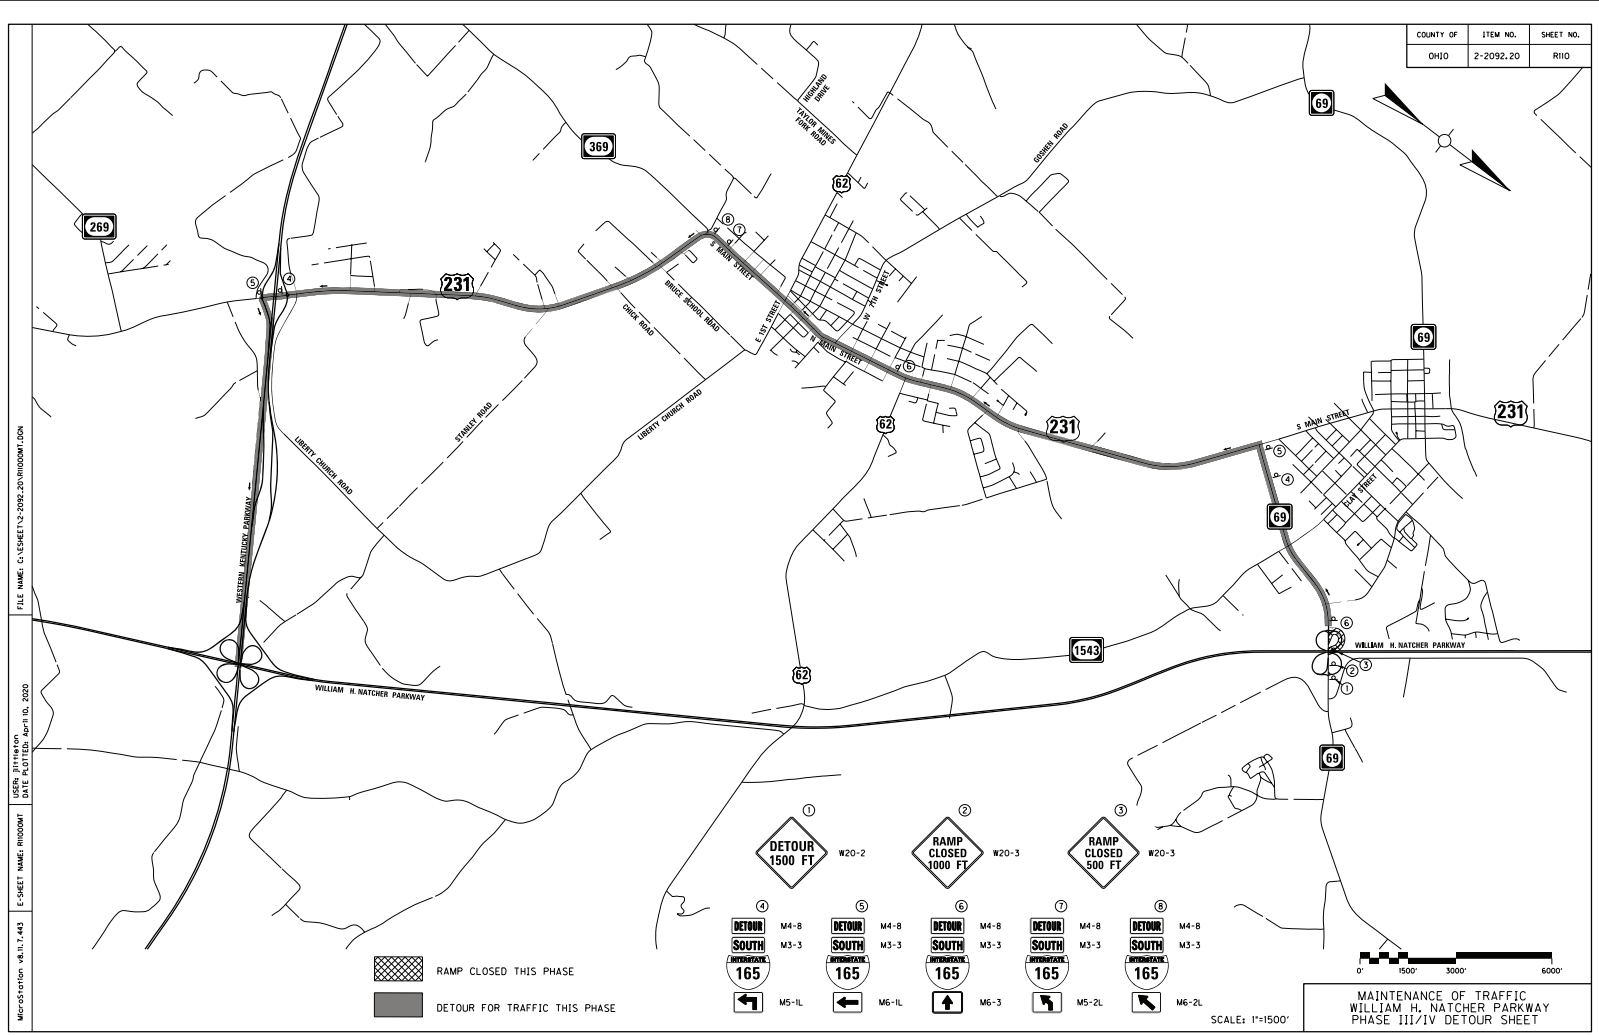 COUNTY OF
ITEM NO.
SHEET NO.
OHIO
2-2092.20
R110
HIGHLAND
DRIVE
TAYLOR MINES
FORK ROAD
GOSHEN ROAD
69
369
62
269
8
7
S MAIN STREET
5
4
231
BRUCE SCHOOL ROAD
CHICK ROAD
E 1ST STREET
W 7TH STREET
N MAIN STREET
6
69
STANLEY ROAD
LIBERTY CHURCH ROAD
LIBERTY CHURCH ROAD
62
231
S MAIN STREET
231
5
4
CLAY STREET
69
WESTERN KENTUCKY PARKWAY
6
WILLIAM H. NATCHER PARKWAY
1543
3
2
1
62
WILLIAM H. NATCHER PARKWAY
69
1
DETOUR
1500 FT
W20-2
2
RAMP
CLOSED
1000 FT
W20-3
3
RAMP
CLOSED
500 FT
W20-3
4
DETOUR M4-8
SOUTH M3-3
INTERSTATE
165
M5-1L
5
DETOUR M4-8
SOUTH M3-3
INTERSTATE
165
M6-1L
6
DETOUR M4-8
SOUTH M3-3
INTERSTATE
165
M6-3
7
DETOUR M4-8
SOUTH M3-3
INTERSTATE
165
M5-2L
8
DETOUR M4-8
SOUTH M3-3
INTERSTATE
165
M6-2L
RAMP CLOSED THIS PHASE
DETOUR FOR TRAFFIC THIS PHASE
0' 1500' 3000' 6000'
SCALE: 1"=1500'
MAINTENANCE OF TRAFFIC
WILLIAM H. NATCHER PARKWAY
PHASE III/IV DETOUR SHEET
FILE NAME: C:\ESHEET\2-2092.20\R11000MT.DGN
DATE PLOTTED: April 10, 2020
USER:
E-SHEET NAME: R11000MT
MicroStation v8.11.7.443